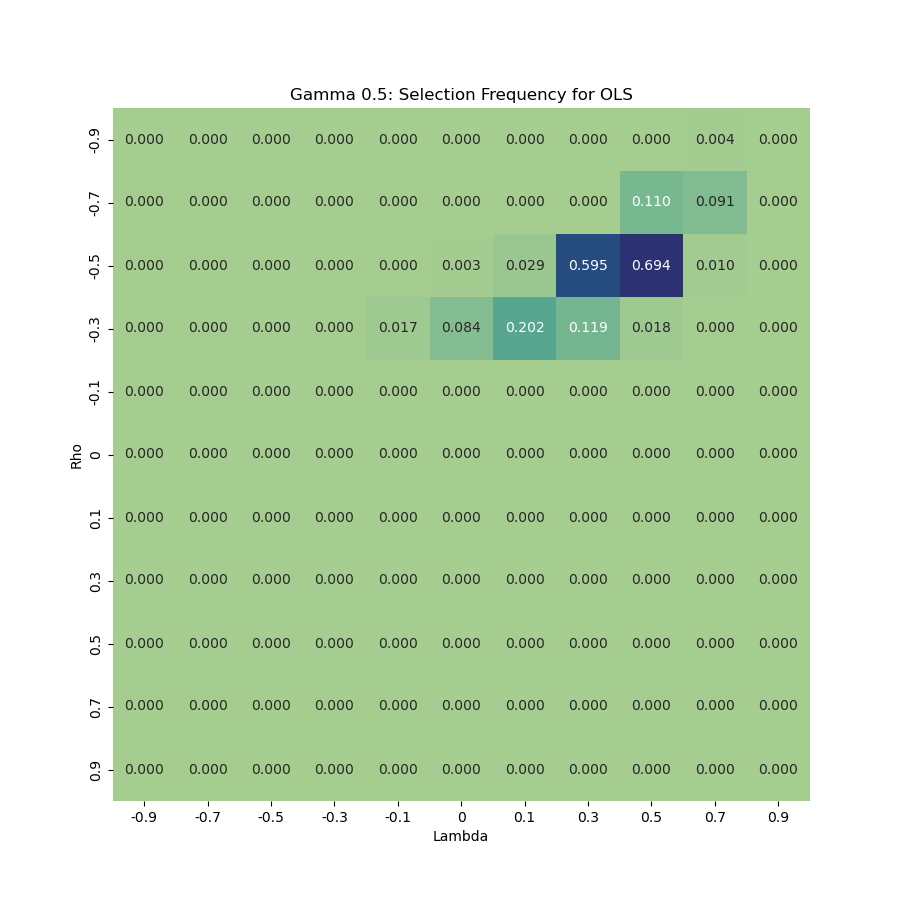 Gamma 0.5: Selection Frequency for OLS
-0.9 0.000 0.000 0.000 0.000 0.000 0.000 0.000 0.000 0.000 0.004 0.000
-0.7 0.000 0.000 0.000 0.000 0.000 0.000 0.000 0.000 0.110 0.091 0.000
-0.5 0.000 0.000 0.000 0.000 0.000 0.003 0.029 0.595 0.694 0.010 0.000
-0.3 0.000 0.000 0.000 0.000 0.017 0.084 0.202 0.119 0.018 0.000 0.000
-0.1 0.000 0.000 0.000 0.000 0.000 0.000 0.000 0.000 0.000 0.000 0.000
Rho
0 0.000 0.000 0.000 0.000 0.000 0.000 0.000 0.000 0.000 0.000 0.000
0.1 0.000 0.000 0.000 0.000 0.000 0.000 0.000 0.000 0.000 0.000 0.000
0.3 0.000 0.000 0.000 0.000 0.000 0.000 0.000 0.000 0.000 0.000 0.000
0.5 0.000 0.000 0.000 0.000 0.000 0.000 0.000 0.000 0.000 0.000 0.000
0.7 0.000 0.000 0.000 0.000 0.000 0.000 0.000 0.000 0.000 0.000 0.000
0.9 0.000 0.000 0.000 0.000 0.000 0.000 0.000 0.000 0.000 0.000 0.000
-0.9 -0.7 -0.5 -0.3 -0.1 0 0.1 0.3 0.5 0.7 0.9
Lambda